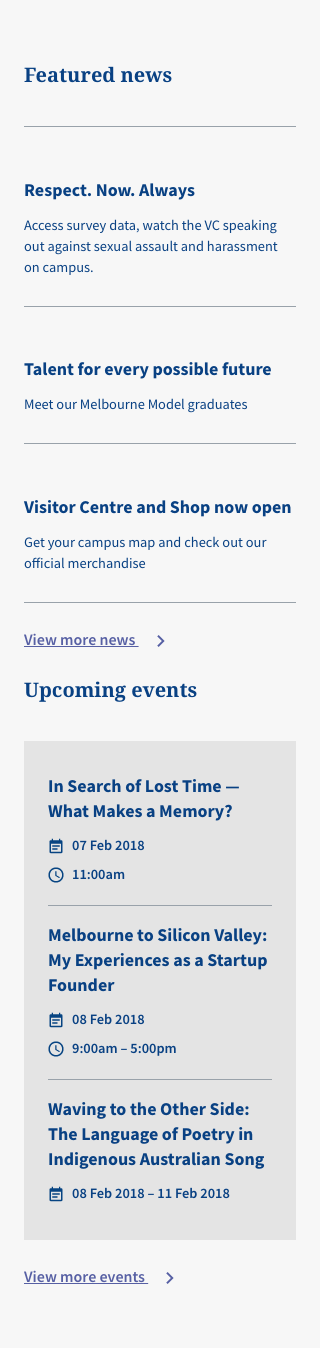 Featured news
Respect. Now. Always
Access survey data, watch the VC speaking
out against sexual assault and harassment
on campus.
Talent for every possible future
Meet our Melbourne Model graduates
Visitor Centre and Shop now open
Get your campus map and check out our
official merchandise
View more news
Upcoming events
In Search of Lost Time —
What Makes a Memory?
07 Feb 2018
11:00am
Melbourne to Silicon Valley:
My Experiences as a Startup
Founder
08 Feb 2018
9:00am – 5:00pm
Waving to the Other Side:
The Language of Poetry in
Indigenous Australian Song
08 Feb 2018 – 11 Feb 2018
View more events